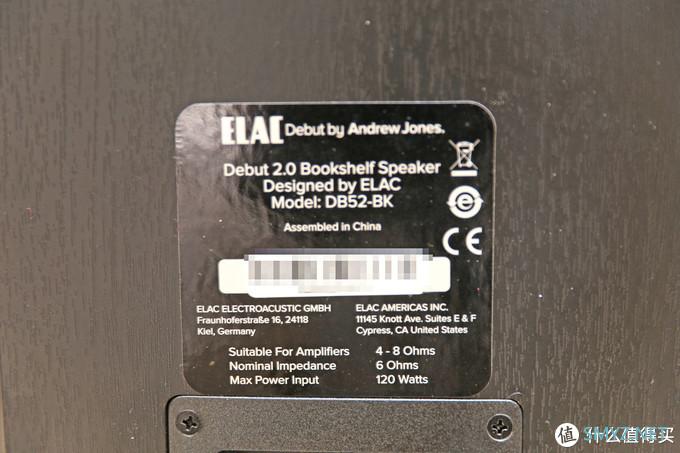 ELAC Debut by Andrew Jones.
Debut 2.0 Bookshelf Speaker
Designed by ELAC
Model: DB52-BK
Assembled in China
CE
ELAC ELECTROACUSTIC GMBH
Fraunhoferstraße 16, 24118
Kiel, Germany
ELAC AMERICAS INC.
11145 Knott Ave. Suites E & F
Cypress, CA United States
Suitable For Amplifiers 4 - 8 Ohms
Nominal Impedance 6 Ohms
Max Power Input 120 Watts
值 什么值得买